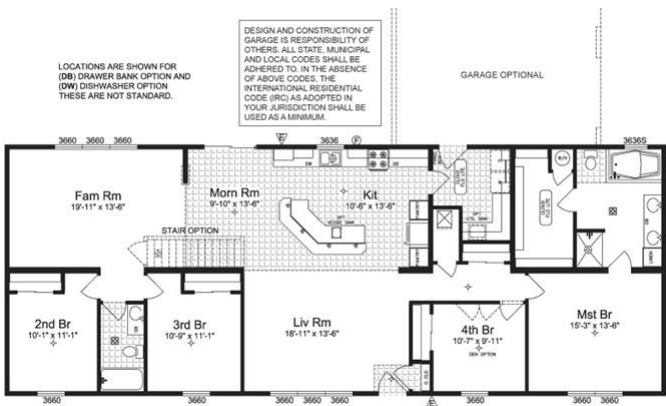 DESIGN AND CONSTRUCTION OF
GARAGE IS RESPONSIBILITY OF
OTHERS. ALL STATE, MUNICIPAL
AND LOCAL CODES SHALL BE
ADHERED TO. IN THE ABSENCE
OF ABOVE CODES, THE
INTERNATIONAL RESIDENTIAL
CODE (IRC) AS ADOPTED IN
YOUR JURISDICTION SHALL BE
USED AS A MINIMUM.
LOCATIONS ARE SHOWN FOR
(DB) DRAWER BANK OPTION AND
(DW) DISHWASHER OPTION
THESE ARE NOT STANDARD.
GARAGE OPTIONAL
3660 3660 3660
3636
3636S
Fam Rm
19'-11" x 13'-6"
Morn Rm
9'-10" x 13'-6"
Kit
10'-6" x 13'-6"
DW
DB
W/H
DB
LINEN
STAIR OPTION
2nd Br
10'-1" x 11'-1"
3rd Br
10'-9" x 11'-1"
Liv Rm
18'-11" x 13'-6"
4th Br
10'-7" x 9'-11"
DEN OPTION
Mst Br
15'-3" x 13'-6"
3660
3660
3660 3660 3660
3660
3660 3660